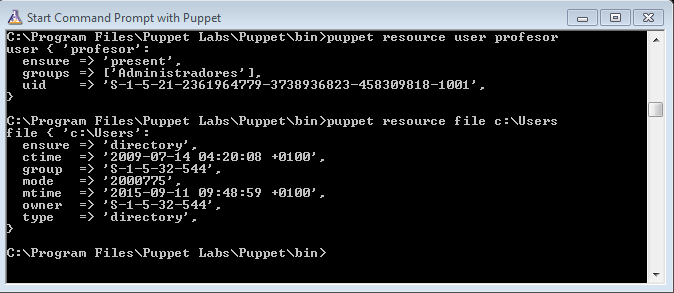 Start Command Prompt with Puppet
C:\Program Files\Puppet Labs\Puppet\bin>puppet resource user profesor
user { 'profesor':
  ensure => 'present',
  groups => ['Administradores'],
  uid    => 'S-1-5-21-2361964779-3738936823-458309818-1001',
}
C:\Program Files\Puppet Labs\Puppet\bin>puppet resource file c:\Users
file { 'c:\Users':
  ensure => 'directory',
  ctime  => '2009-07-14 04:20:08 +0100',
  group  => 'S-1-5-32-544',
  mode   => '2000775',
  mtime  => '2015-09-11 09:48:59 +0100',
  owner  => 'S-1-5-32-544',
  type   => 'directory',
}
C:\Program Files\Puppet Labs\Puppet\bin>